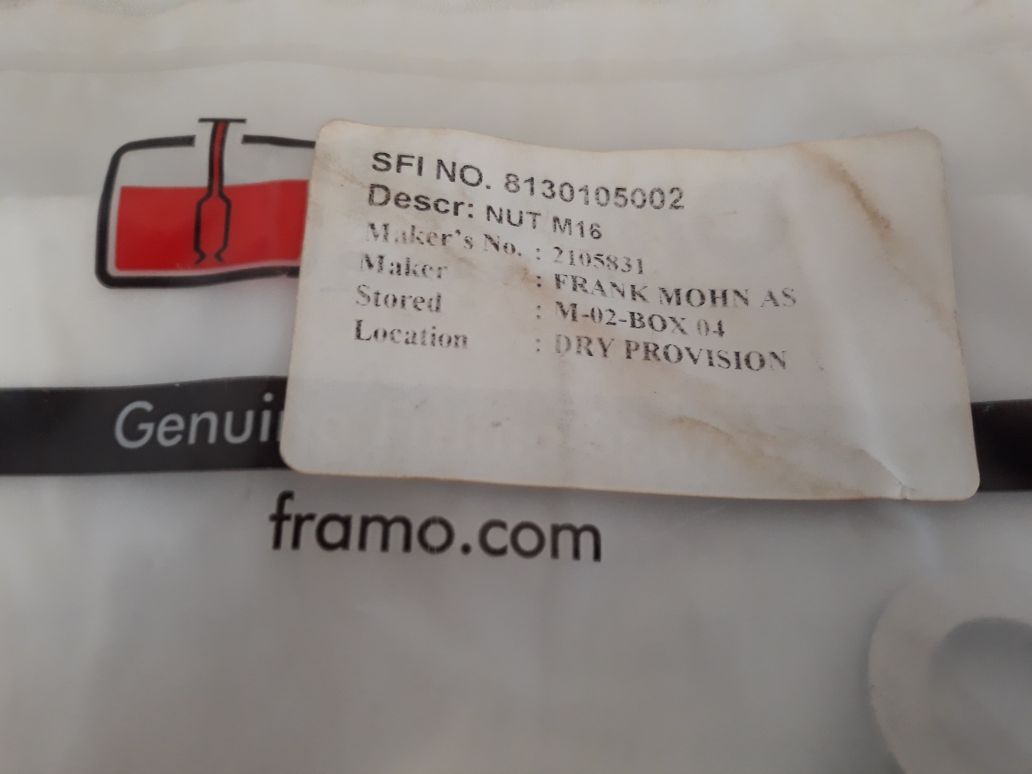 SFI NO. 8130105002
Descr: NUT M16
Maker's No. : 2105831
Maker : FRANK MOHN AS
Stored : M-02-BOX 04
Location : DRY PROVISION
Genui
framo.com